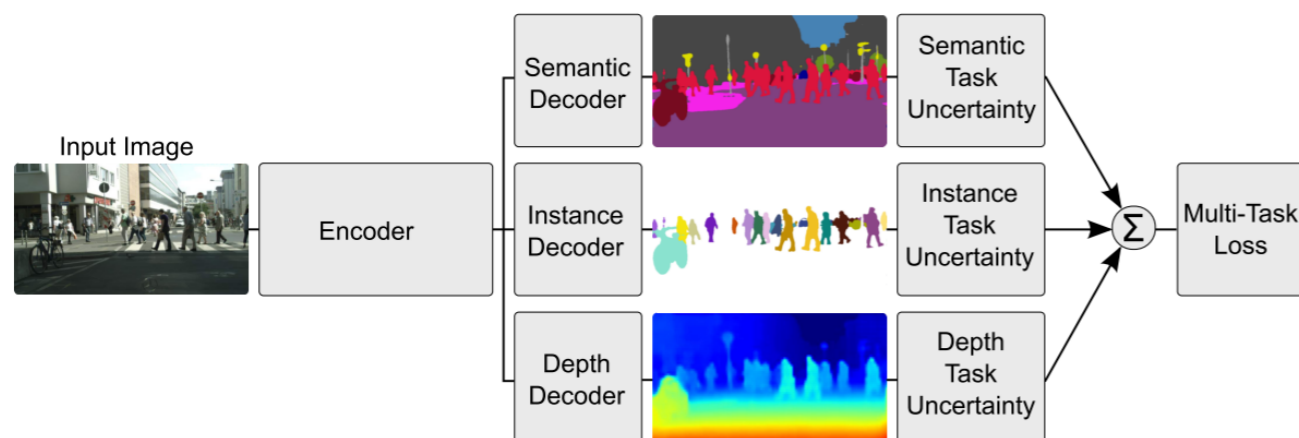 Input Image
Encoder
Semantic
Decoder
Instance
Decoder
Depth
Decoder
Semantic
Task
Uncertainty
Instance
Task
Uncertainty
Depth
Task
Uncertainty
Σ
Multi-Task
Loss